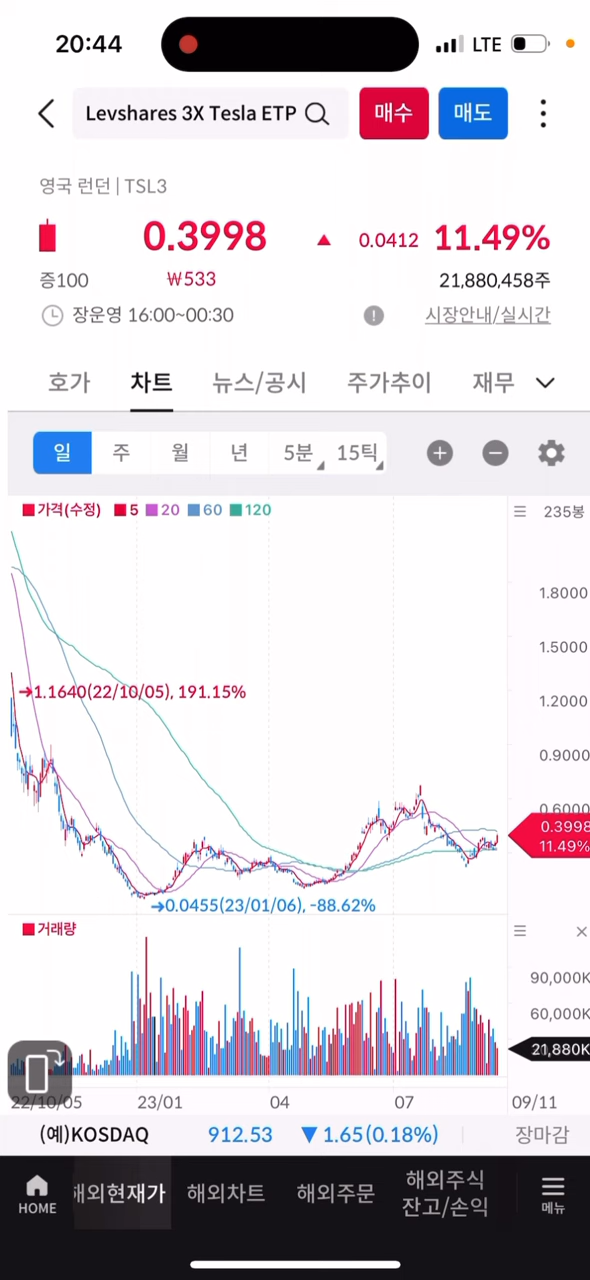 20:44
LTE
Levshares 3X Tesla ETP
매수
매도
영국 런던 | TSL3
0.3998 ▲ 0.0412 11.49%
증100 ₩533 21,880,458주
장운영 16:00~00:30 시장안내/실시간
호가 차트 뉴스/공시 주가추이 재무
일 주 월 년 5분 15틱
가격(수정) 5 20 60 120
235봉
1.8000
1.5000
1.2000
➔1.1640(22/10/05), 191.15%
0.9000
0.6000
0.3998
11.49%
➔0.0455(23/01/06), -88.62%
거래량
90,000K
60,000K
21,880K
22/10/05 23/01 04 07 09/11
(예)KOSDAQ 912.53 ▼ 1.65(0.18%) 장마감
HOME
해외현재가
해외차트
해외주문
해외주식
잔고/손익
메뉴